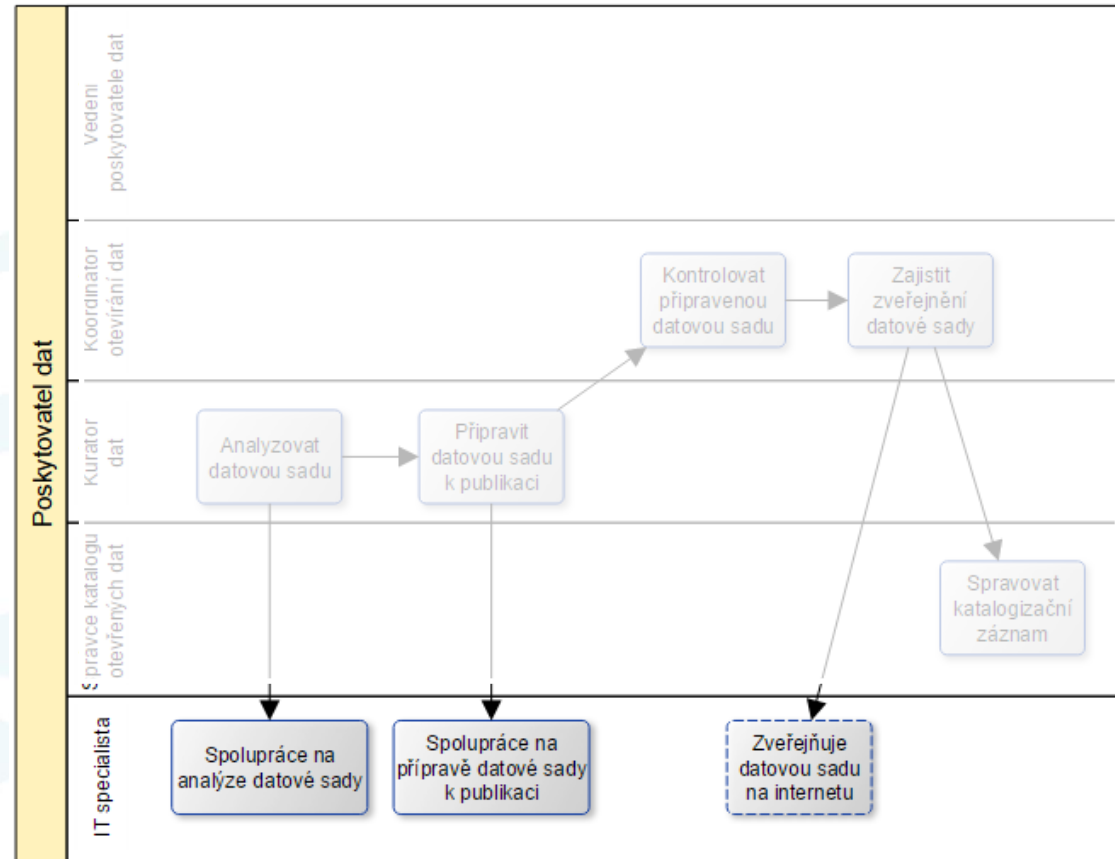 Poskytovatel dat
Vedení
poskytovatele dat
Koordinátor
otevírání dat
Kontrolovat
připravenou
datovou sadu
Zajistit
zveřejnění
datové sady
Kurátor
dat
Analyzovat
datovou sadu
Připravit
datovou sadu
k publikaci
Spravce katalogu
otevřených dat
Spravovat
katalogizační
záznam
IT specialista
Spolupráce na
analýze datové sady
Spolupráce na
přípravě datové sady
k publikaci
Zveřejňuje
datovou sadu
na internetu